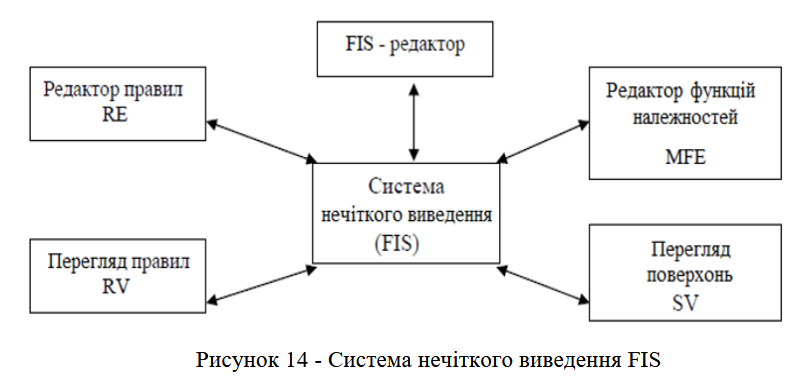 FIS - редактор
Редактор правил
RE
Редактор функцій
належностей
MFE
Система
нечіткого виведення
(FIS)
Перегляд правил
RV
Перегляд
поверхонь
SV
Рисунок 14 - Система нечіткого виведення FIS